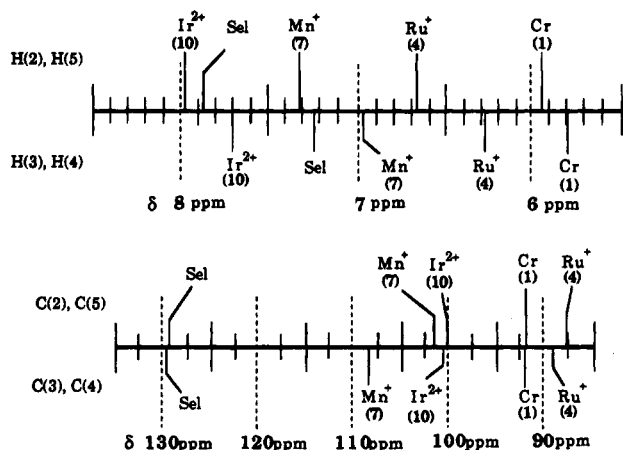 Ir²⁺ Sel Mn⁺ Ru⁺ Cr
(10) (7) (4) (1)
H(2), H(5)
H(3), H(4)
Ir²⁺ Sel Mn⁺ Ru⁺ Cr
(10) (7) (4) (1)
δ 8 ppm 7 ppm 6 ppm
Sel Mn⁺ Ir²⁺ Cr Ru⁺
(7) (10) (1) (4)
C(2), C(5)
C(3), C(4)
Sel Mn⁺ Ir²⁺ Cr Ru⁺
(7) (10) (1) (4)
δ 130ppm 120ppm 110ppm 100ppm 90ppm